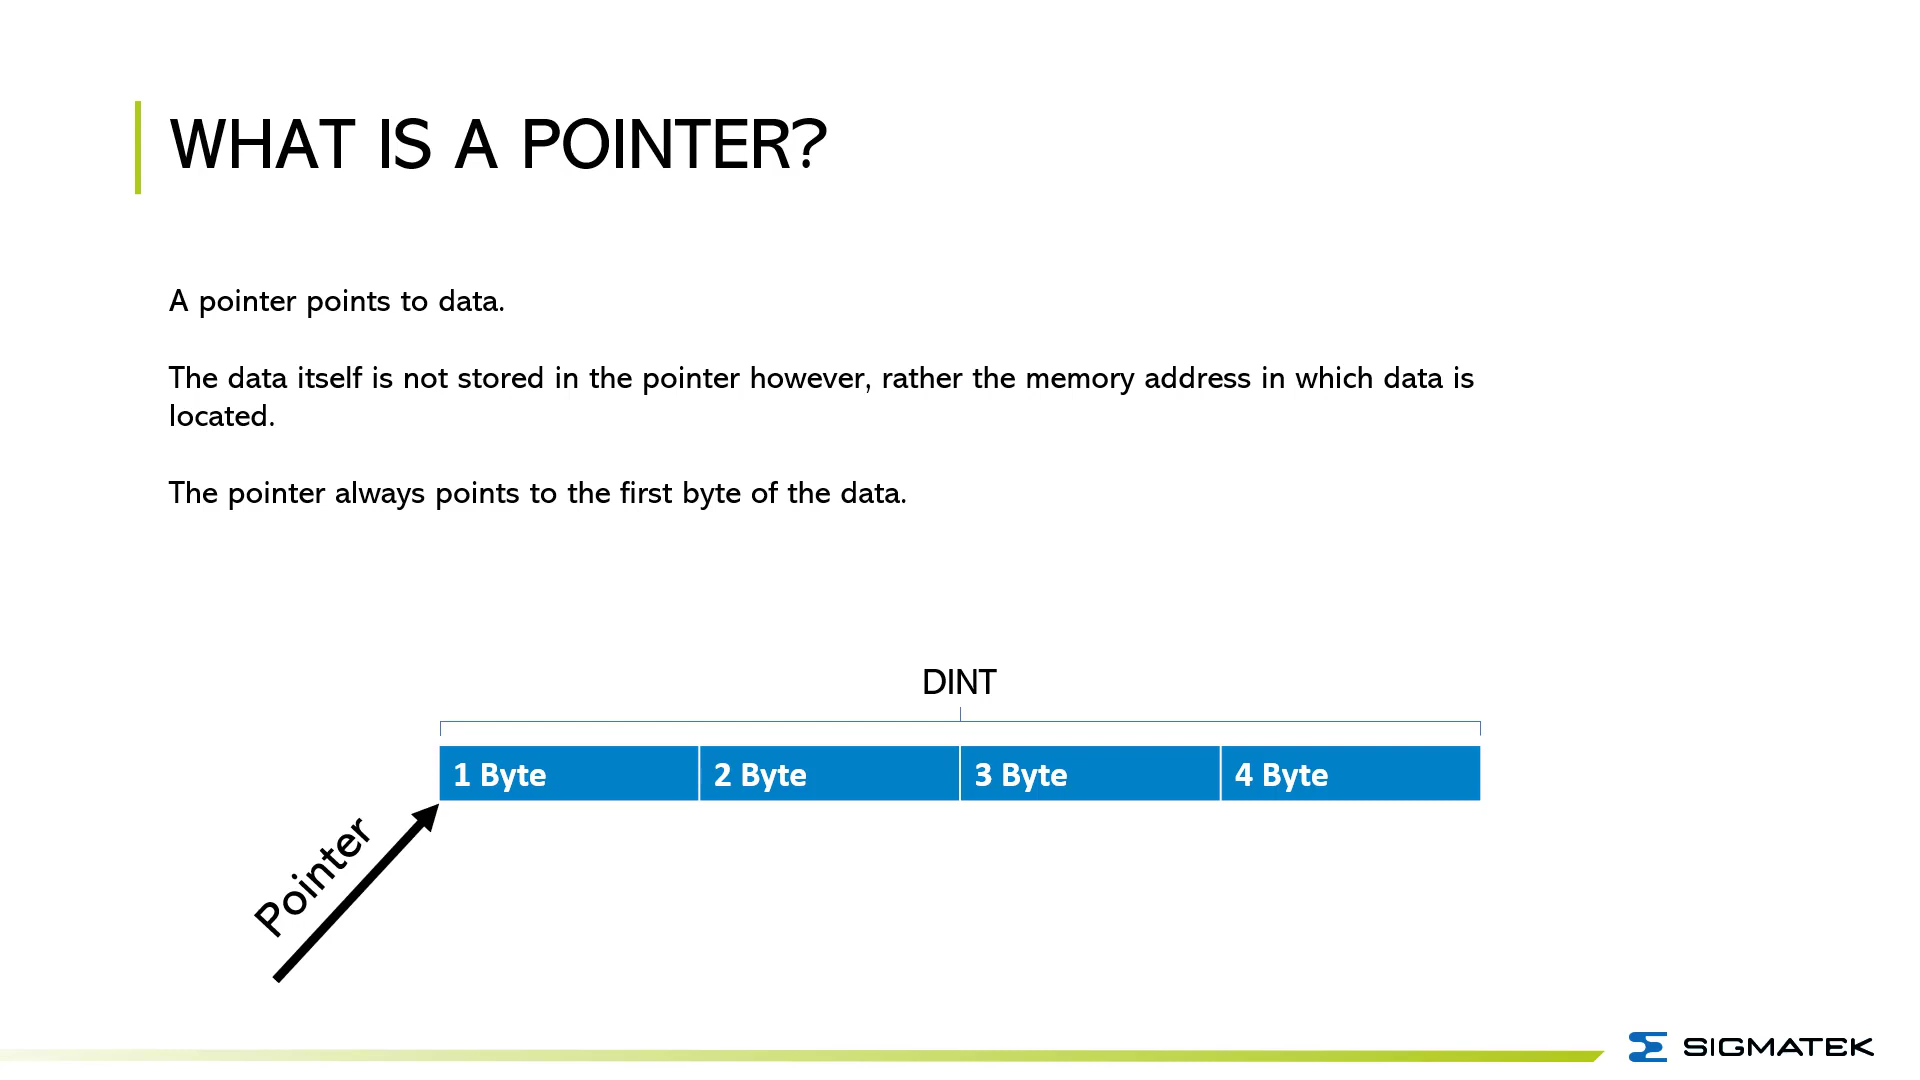 WHAT IS A POINTER?
A pointer points to data.
The data itself is not stored in the pointer however, rather the memory address in which data is
located.
The pointer always points to the first byte of the data.
DINT
1 Byte
2 Byte
3 Byte
4 Byte
Pointer
SIGMATEK